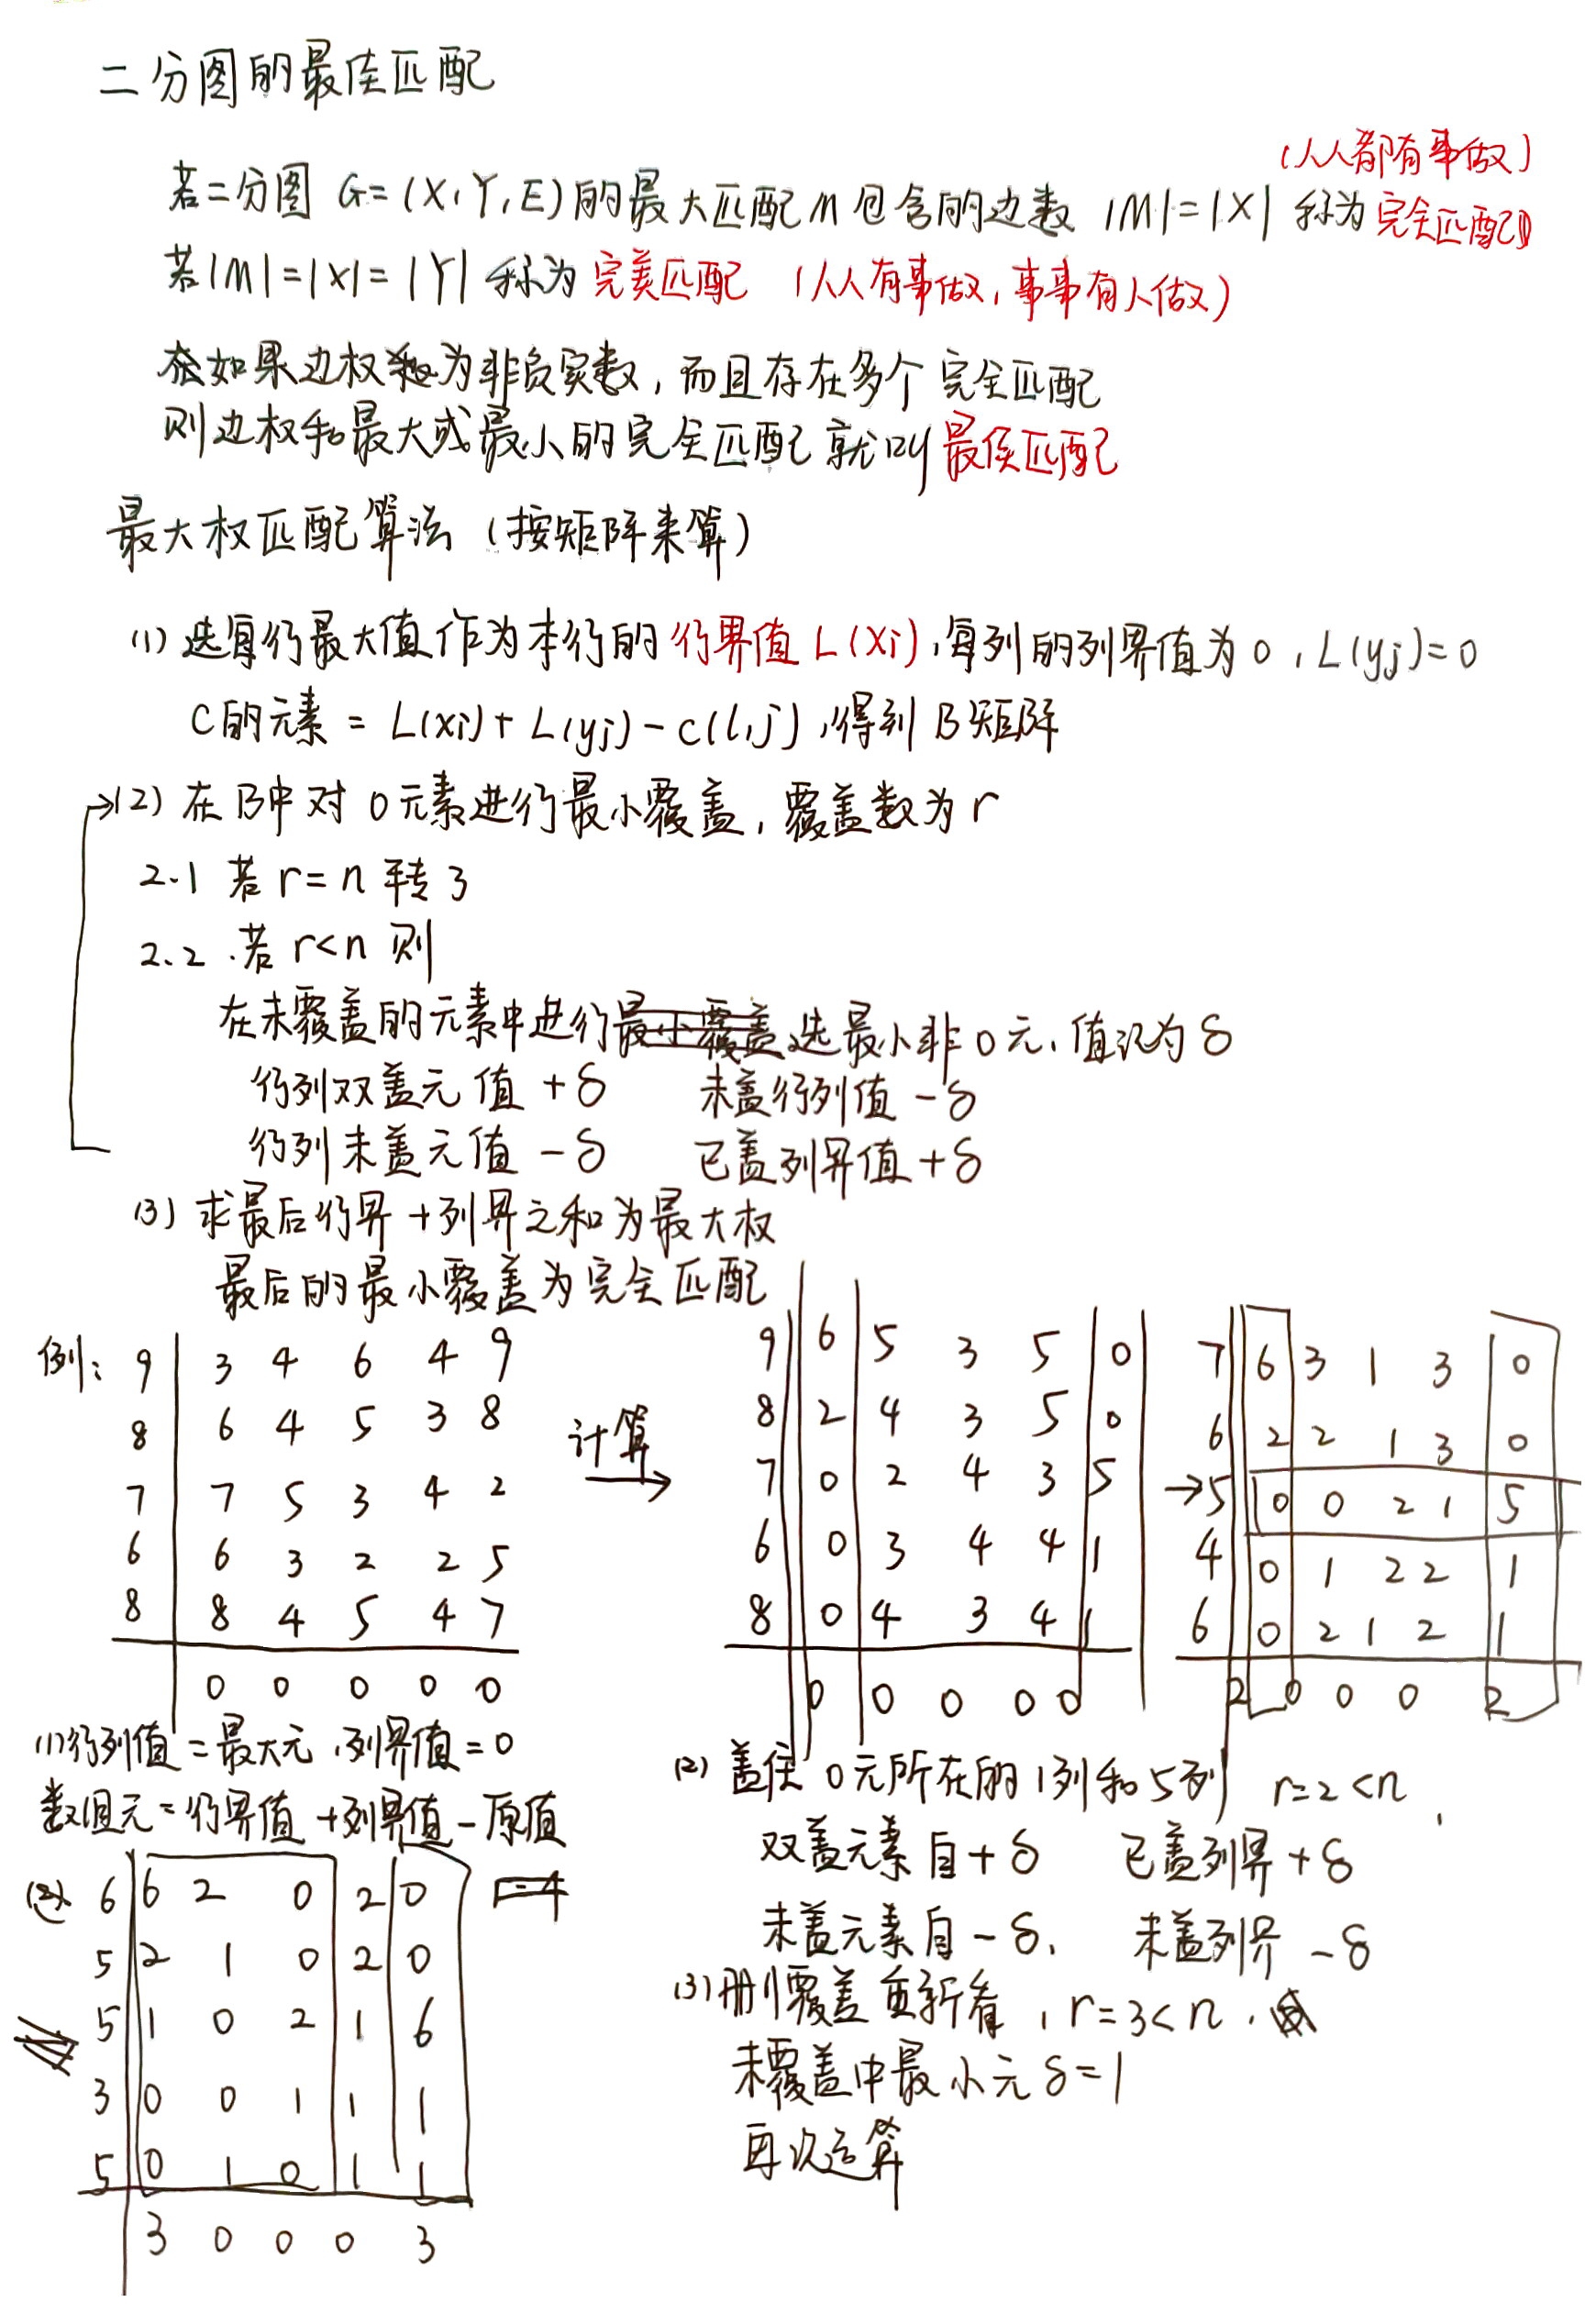 二分图的最佳匹配
(人人都有事做)
若二分图 G=(X,Y,E)的最大匹配M包含的边数 |M|=|X| 称为完全匹配
若|M|=|X|=|Y| 称为完美匹配 (人人有事做,事事有人做)
如果边权为非负实数,而且存在多个完全匹配
则边权和最大或最小的完全匹配就叫最佳匹配
最大权匹配算法 (按矩阵来算)
(1) 选每行最大值作为本行的行界值L(xi),每列的列界值为0,L(yj)=0
C的元素 = L(xi)+L(yj)-c(i,j),得到B矩阵
(2) 在B中对0元素进行最小覆盖,覆盖数为r
2.1 若r=n转3
2.2 若r<n则
在未覆盖的元素中进行最小覆盖选最小非0元,值记为δ
行列双盖元值+δ 未盖行列值-δ
行列未盖元值-δ 已盖列界值+δ
(3) 求最后行界+列界之和为最大权
最后的最小覆盖为完全匹配
例: 9 3 4 6 4 9
8 6 4 5 3 8
7 7 5 3 4 2
6 6 3 2 2 5
8 8 4 5 4 7
0 0 0 0 0
计算
9 6 5 3 5 0
8 2 4 3 5 0
7 0 2 4 3 5
6 0 3 4 4 1
8 0 4 3 4 1
0 0 0 0 0
7 6 3 1 3 0
6 2 2 1 3 0
→5 0 0 2 1 5
4 0 1 2 2 1
6 0 2 1 2 1
2 0 0 0 2
(1)行列值=最大元,列界值=0
数值元=行界值+列界值-原值
(2) 盖住0元所在的1列和5列 r=2<n,
双盖元素自+δ 已盖列界+δ
未盖元素自-δ, 未盖列界-δ
(3)删覆盖重新看,r=3<n.
未覆盖中最小元δ=1
再次运算
6 6 2 0 2 0
5 2 1 0 2 0
5 1 0 2 1 6
3 0 0 1 1 1
5 0 1 0 1 1
3 0 0 0 3